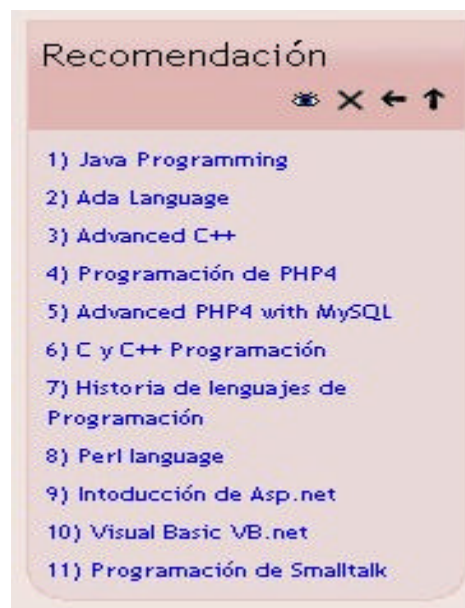 Recomendación
1) Java Programming
2) Ada Language
3) Advanced C++
4) Programación de PHP4
5) Advanced PHP4 with MySQL
6) C y C++ Programación
7) Historia de lenguajes de
Programación
8) Perl language
9) Intoducción de Asp.net
10) Visual Basic VB.net
11) Programación de Smalltalk